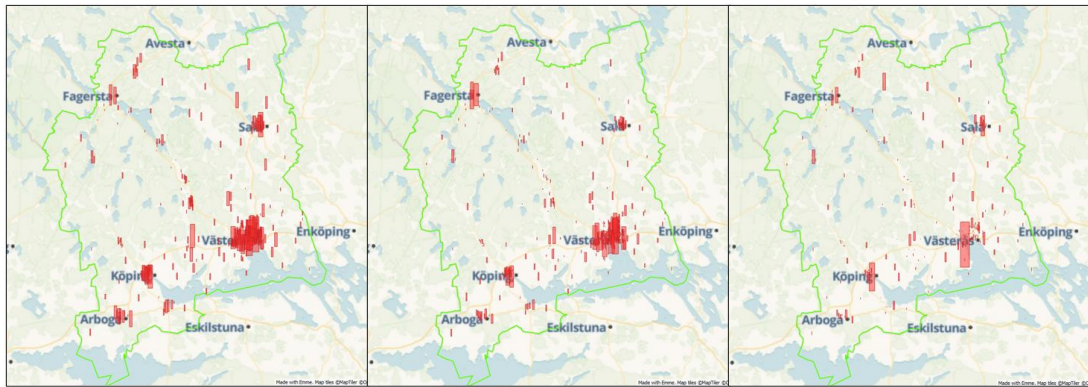 Avesta
Fagersta
Sala
Västerås
Enköping
Köping
Arboga
Eskilstuna
Made with Emme. Map tiles ©MapTiler ©O
Avesta
Fagersta
Sala
Västerås
Enköping
Köping
Arboga
Eskilstuna
Made with Emme. Map tiles ©MapTiler ©O
Avesta
Fagersta
Sala
Västerås
Enköping
Köping
Arboga
Eskilstuna
Made with Emme. Map tiles ©MapTiler ©O